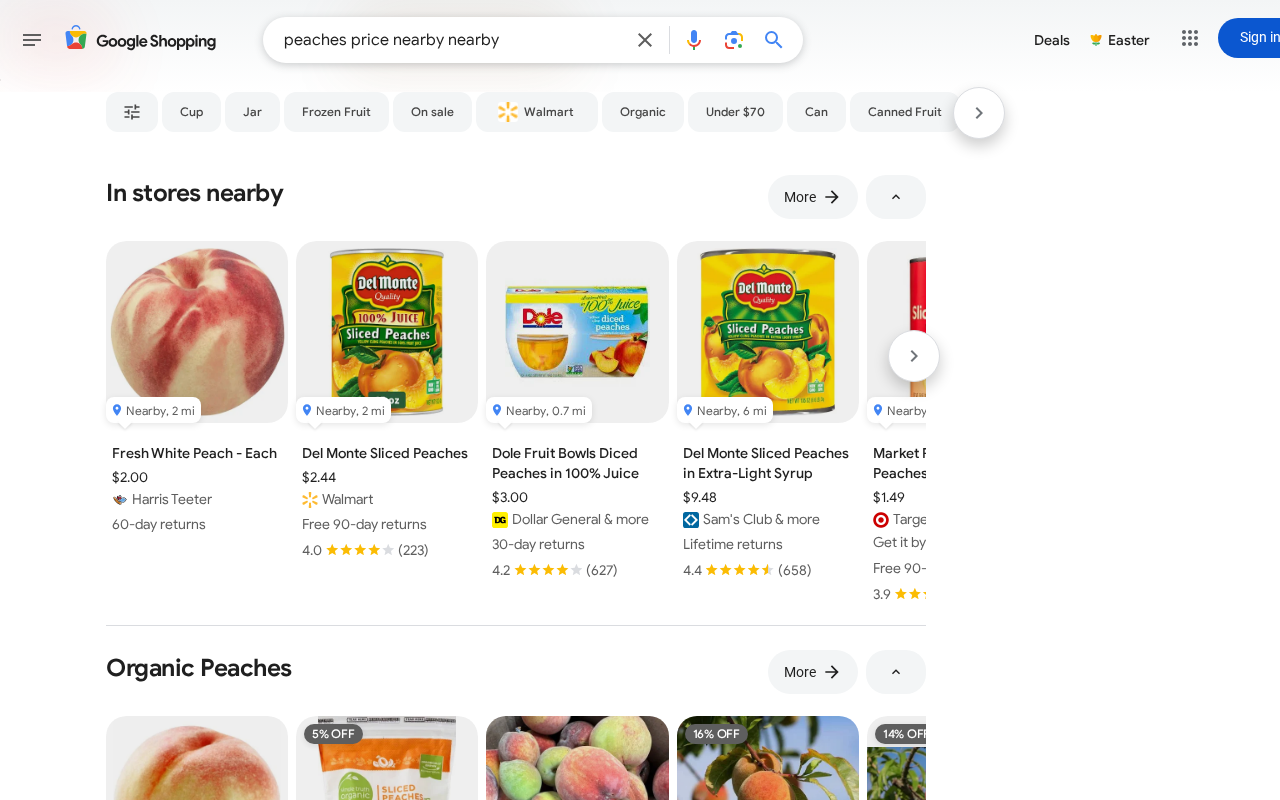 Google Shopping
peaches price nearby nearby
Deals
Easter
Sign in
Cup
Jar
Frozen Fruit
On sale
Walmart
Organic
Under $70
Can
Canned Fruit
In stores nearby
More
Del Monte
Quality
100% JUICE
Sliced Peaches
Dole
100% Juice
diced
peaches
Del Monte
Quality
Sliced Peaches
Nearby, 2 mi
Nearby, 2 mi
Nearby, 0.7 mi
Nearby, 6 mi
Nearby
Fresh White Peach - Each
$2.00
Harris Teeter
60-day returns
Del Monte Sliced Peaches
$2.44
Walmart
Free 90-day returns
4.0 (223)
Dole Fruit Bowls Diced
Peaches in 100% Juice
$3.00
DG Dollar General & more
30-day returns
4.2 (627)
Del Monte Sliced Peaches
in Extra-Light Syrup
$9.48
Sam's Club & more
Lifetime returns
4.4 (658)
Market
Peaches
$1.49
Targe
Get it by
Free 90-
3.9
Organic Peaches
More
5% OFF
organic
SLICED
PEACHES
16% OFF
14% OFF